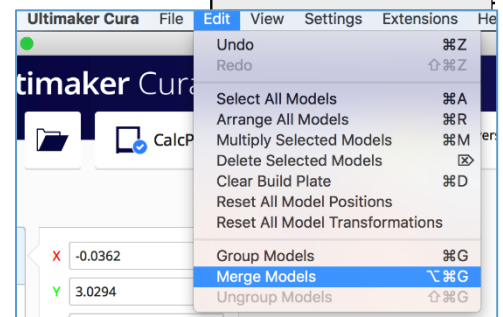 Ultimaker Cura File Edit View Settings Extensions He
Undo ⌘Z
Redo ⇧⌘Z
timaker Cura
Select All Models ⌘A
Arrange All Models ⌘R
Multiply Selected Models ⌘M
CalcP
Delete Selected Models ⌦
Clear Build Plate ⌘D
Reset All Model Positions
Reset All Model Transformations
X -0.0362
Group Models ⌘G
Merge Models ⌥⌘G
Y 3.0294
Ungroup Models ⇧⌘G